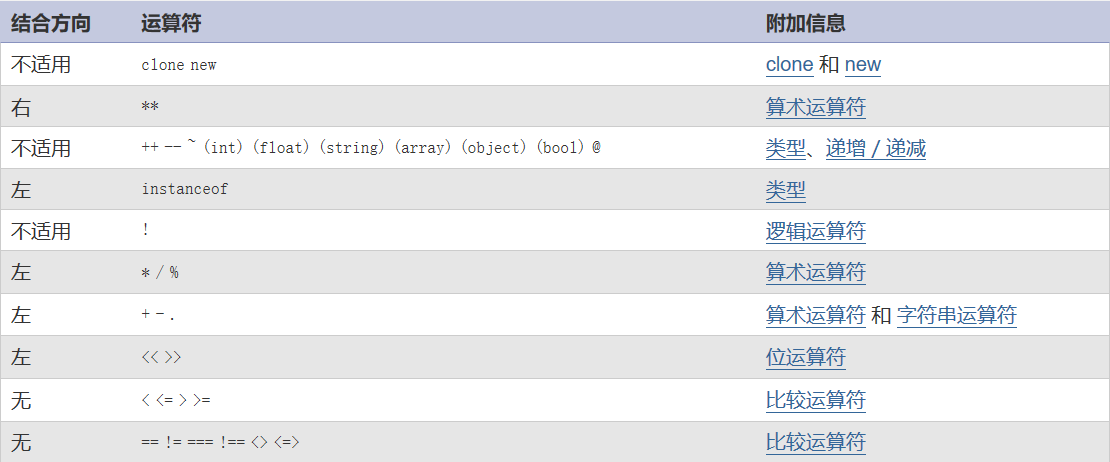 结合方向 运算符 附加信息
不适用 clone new clone 和 new
右 ** 算术运算符
不适用 ++ -- ~ (int) (float) (string) (array) (object) (bool) @ 类型、递增／递减
左 instanceof 类型
不适用 ! 逻辑运算符
左 * / % 算术运算符
左 + - . 算术运算符 和 字符串运算符
左 << >> 位运算符
无 < <= > >= 比较运算符
无 == != === !== <> <=> 比较运算符